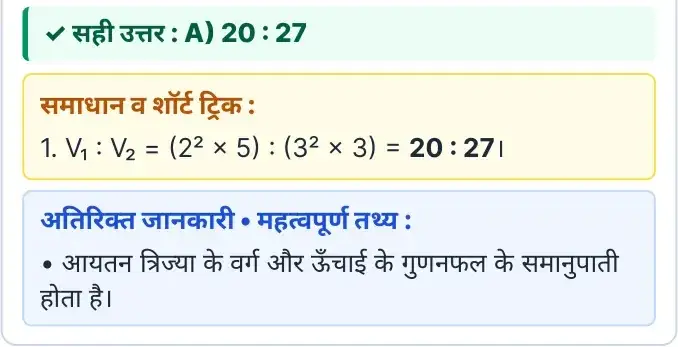 ✓ सही उत्तर : A) 20 : 27
समाधान व शॉर्ट ट्रिक :
1. V₁ : V₂ = (2² × 5) : (3² × 3) = 20 : 27।
अतिरिक्त जानकारी • महत्वपूर्ण तथ्य :
• आयतन त्रिज्या के वर्ग और ऊँचाई के गुणनफल के समानुपाती
होता है।